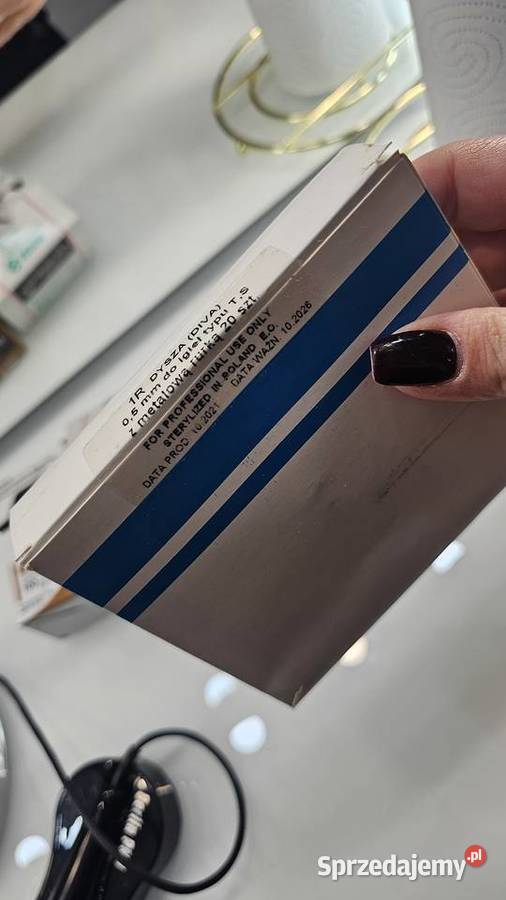 1R DYSZA (DIVA)
0,5 mm do igieł typu T,S
z metalową rurką 20 szt.
FOR PROFESSIONAL USE ONLY
STERYLIZED IN POLAND E.O.
DATA PROD. 10.2021 DATA WAŻN. 10.2026
Sprzedajemy.pl